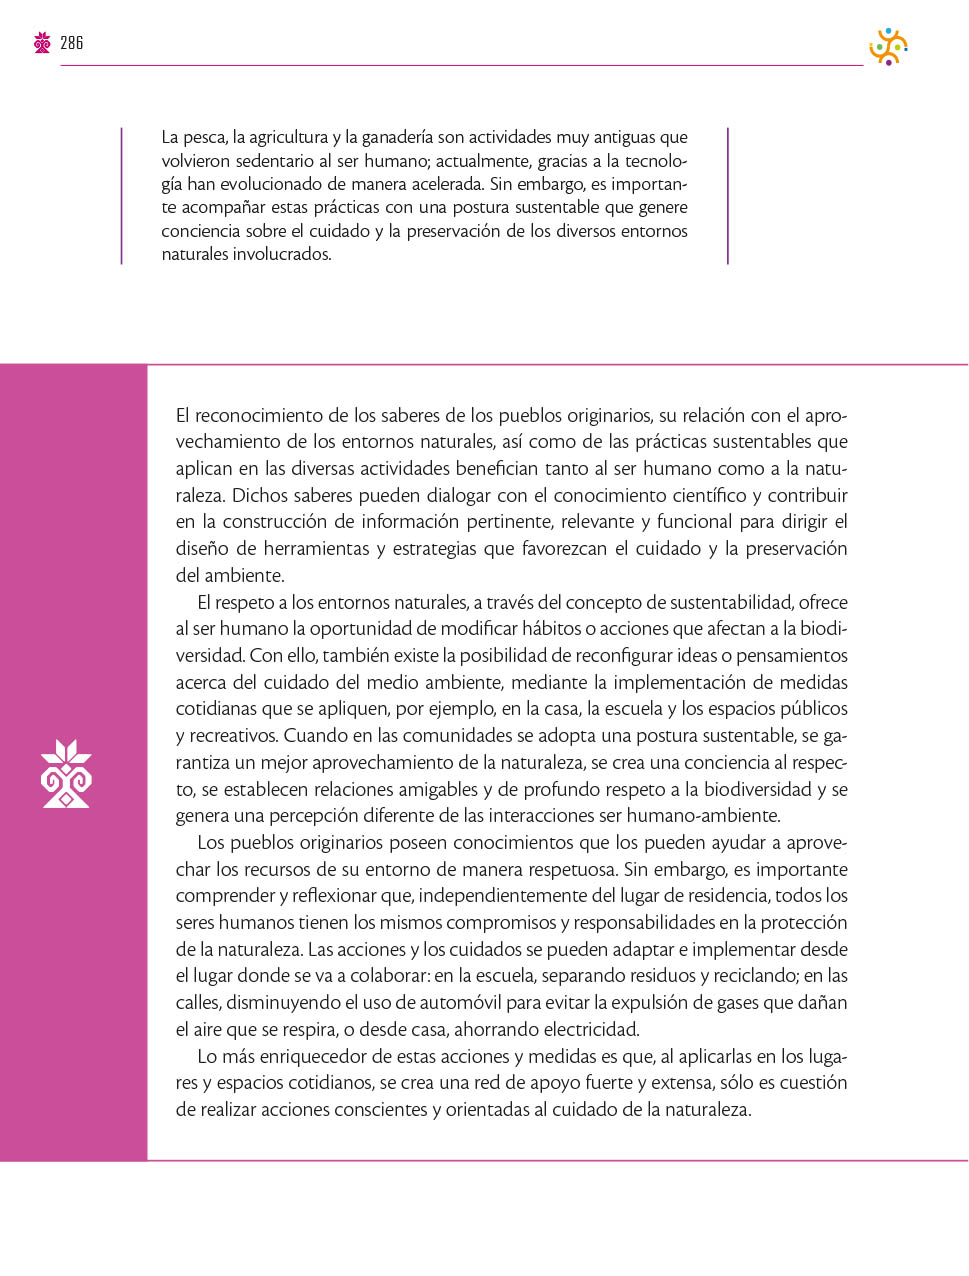 286
La pesca, la agricultura y la ganadería son actividades muy antiguas que
volvieron sedentario al ser humano; actualmente, gracias a la tecnolo-
gía han evolucionado de manera acelerada. Sin embargo, es importan-
te acompañar estas prácticas con una postura sustentable que genere
conciencia sobre el cuidado y la preservación de los diversos entornos
naturales involucrados.
El reconocimiento de los saberes de los pueblos originarios, su relación con el apro-
vechamiento de los entornos naturales, así como de las prácticas sustentables que
aplican en las diversas actividades benefician tanto al ser humano como a la natu-
raleza. Dichos saberes pueden dialogar con el conocimiento científico y contribuir
en la construcción de información pertinente, relevante y funcional para dirigir el
diseño de herramientas y estrategias que favorezcan el cuidado y la preservación
del ambiente.
El respeto a los entornos naturales, a través del concepto de sustentabilidad, ofrece
al ser humano la oportunidad de modificar hábitos o acciones que afectan a la biodi-
versidad. Con ello, también existe la posibilidad de reconfigurar ideas o pensamientos
acerca del cuidado del medio ambiente, mediante la implementación de medidas
cotidianas que se apliquen, por ejemplo, en la casa, la escuela y los espacios públicos
y recreativos. Cuando en las comunidades se adopta una postura sustentable, se ga-
rantiza un mejor aprovechamiento de la naturaleza, se crea una conciencia al respec-
to, se establecen relaciones amigables y de profundo respeto a la biodiversidad y se
genera una percepción diferente de las interacciones ser humano-ambiente.
Los pueblos originarios poseen conocimientos que los pueden ayudar a aprove-
char los recursos de su entorno de manera respetuosa. Sin embargo, es importante
comprender y reflexionar que, independientemente del lugar de residencia, todos los
seres humanos tienen los mismos compromisos y responsabilidades en la protección
de la naturaleza. Las acciones y los cuidados se pueden adaptar e implementar desde
el lugar donde se va a colaborar: en la escuela, separando residuos y reciclando; en las
calles, disminuyendo el uso de automóvil para evitar la expulsión de gases que dañan
el aire que se respira, o desde casa, ahorrando electricidad.
Lo más enriquecedor de estas acciones y medidas es que, al aplicarlas en los luga-
res y espacios cotidianos, se crea una red de apoyo fuerte y extensa, sólo es cuestión
de realizar acciones conscientes y orientadas al cuidado de la naturaleza.